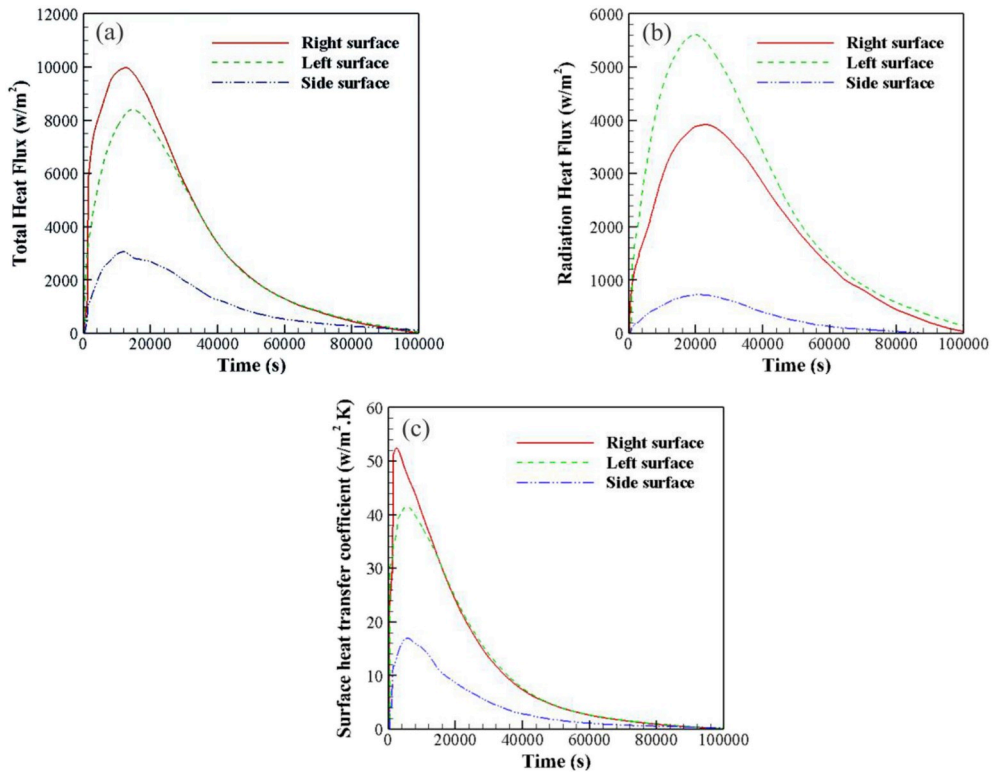 (a)
Right surface
Left surface
Side surface
Total Heat Flux (w/m²)
12000
10000
8000
6000
4000
2000
0
0 20000 40000 60000 80000 100000
Time (s)
(b)
Right surface
Left surface
Side surface
Radiation Heat Flux (w/m²)
6000
5000
4000
3000
2000
1000
0
0 20000 40000 60000 80000 100000
Time (s)
(c)
Right surface
Left surface
Side surface
Surface heat transfer coefficient (w/m².K)
60
50
40
30
20
10
0
0 20000 40000 60000 80000 100000
Time (s)